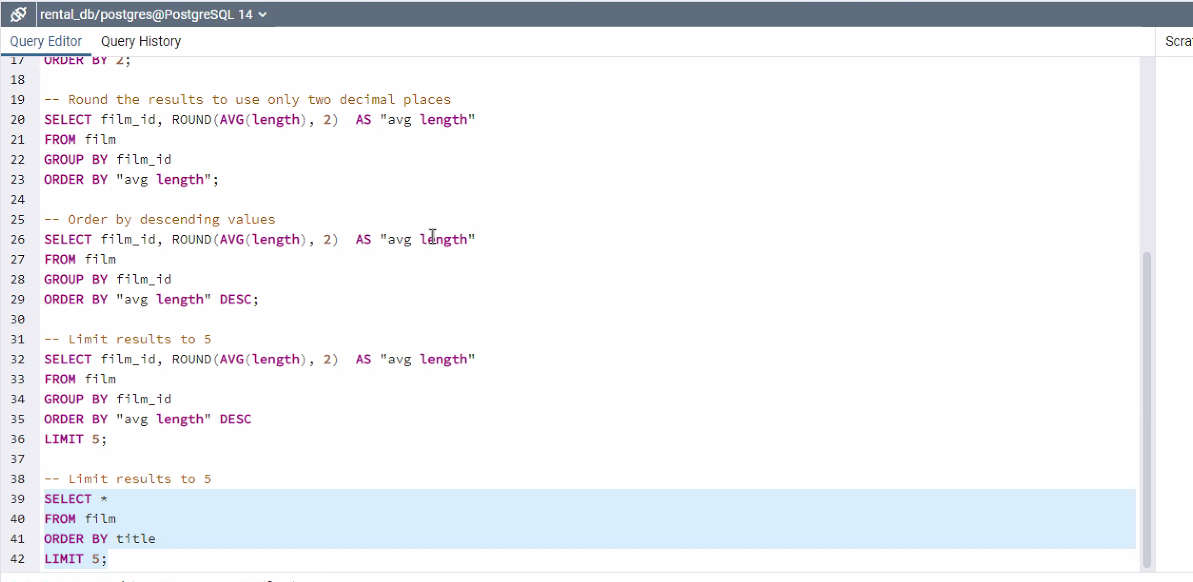 rental_db/postgres@PostgreSQL 14
Query Editor Query History Scra
17 ORDER BY 2;
18
19 -- Round the results to use only two decimal places
20 SELECT film_id, ROUND(AVG(length), 2)  AS "avg length"
21 FROM film
22 GROUP BY film_id
23 ORDER BY "avg length";
24
25 -- Order by descending values
26 SELECT film_id, ROUND(AVG(length), 2)  AS "avg length"
27 FROM film
28 GROUP BY film_id
29 ORDER BY "avg length" DESC;
30
31 -- Limit results to 5
32 SELECT film_id, ROUND(AVG(length), 2)  AS "avg length"
33 FROM film
34 GROUP BY film_id
35 ORDER BY "avg length" DESC
36 LIMIT 5;
37
38 -- Limit results to 5
39 SELECT *
40 FROM film
41 ORDER BY title
42 LIMIT 5;